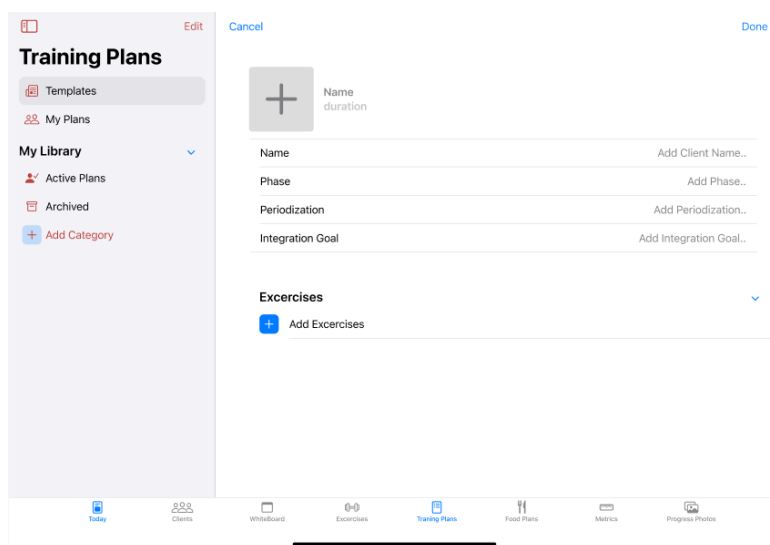 Edit
Cancel
Done
Training Plans
Templates
My Plans
My Library
Active Plans
Archived
Add Category
Name
duration
Name Add Client Name..
Phase Add Phase..
Periodization Add Periodization..
Integration Goal Add Integration Goal..
Excercises
Add Excercises
Today
Clients
WhiteBoard
Excercises
Traning Plans
Food Plans
Metrics
Progress Photos